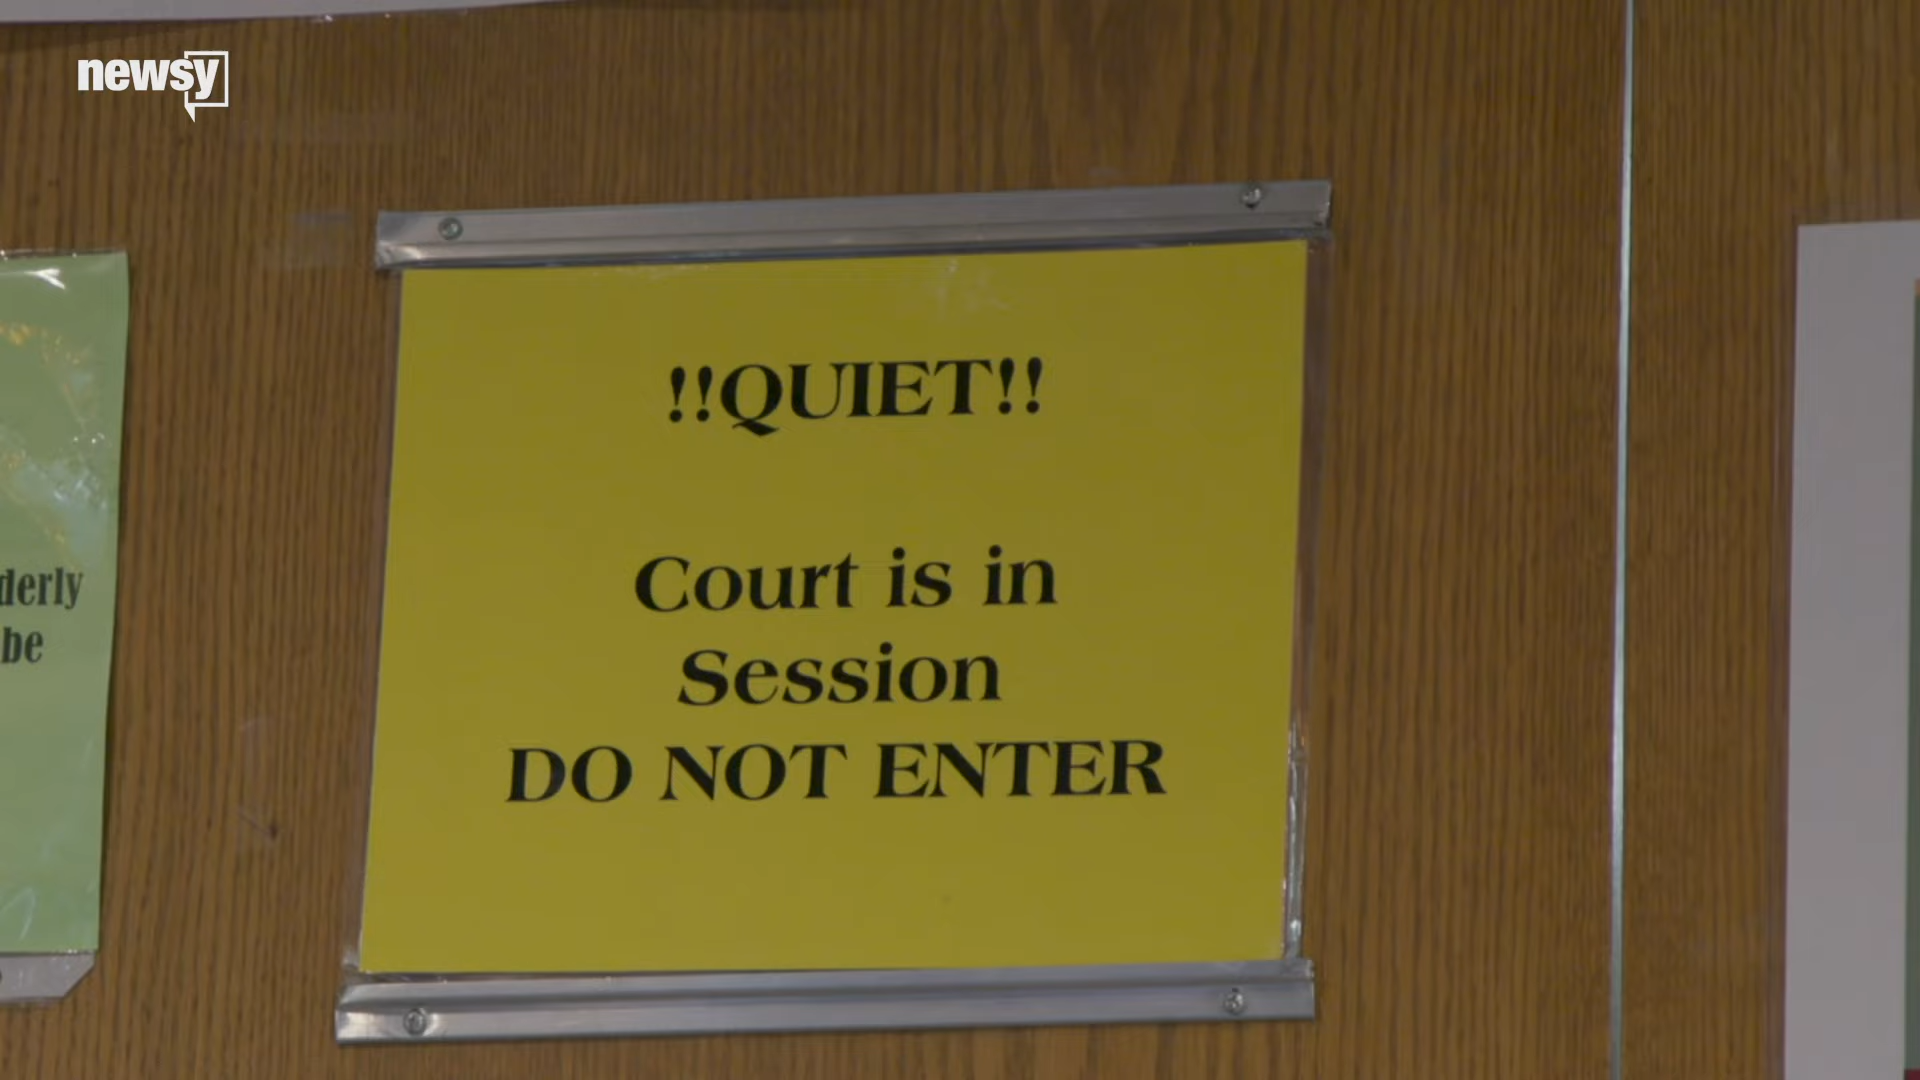 newsy
!!QUIET!!
Court is in
Session
DO NOT ENTER
derly
be